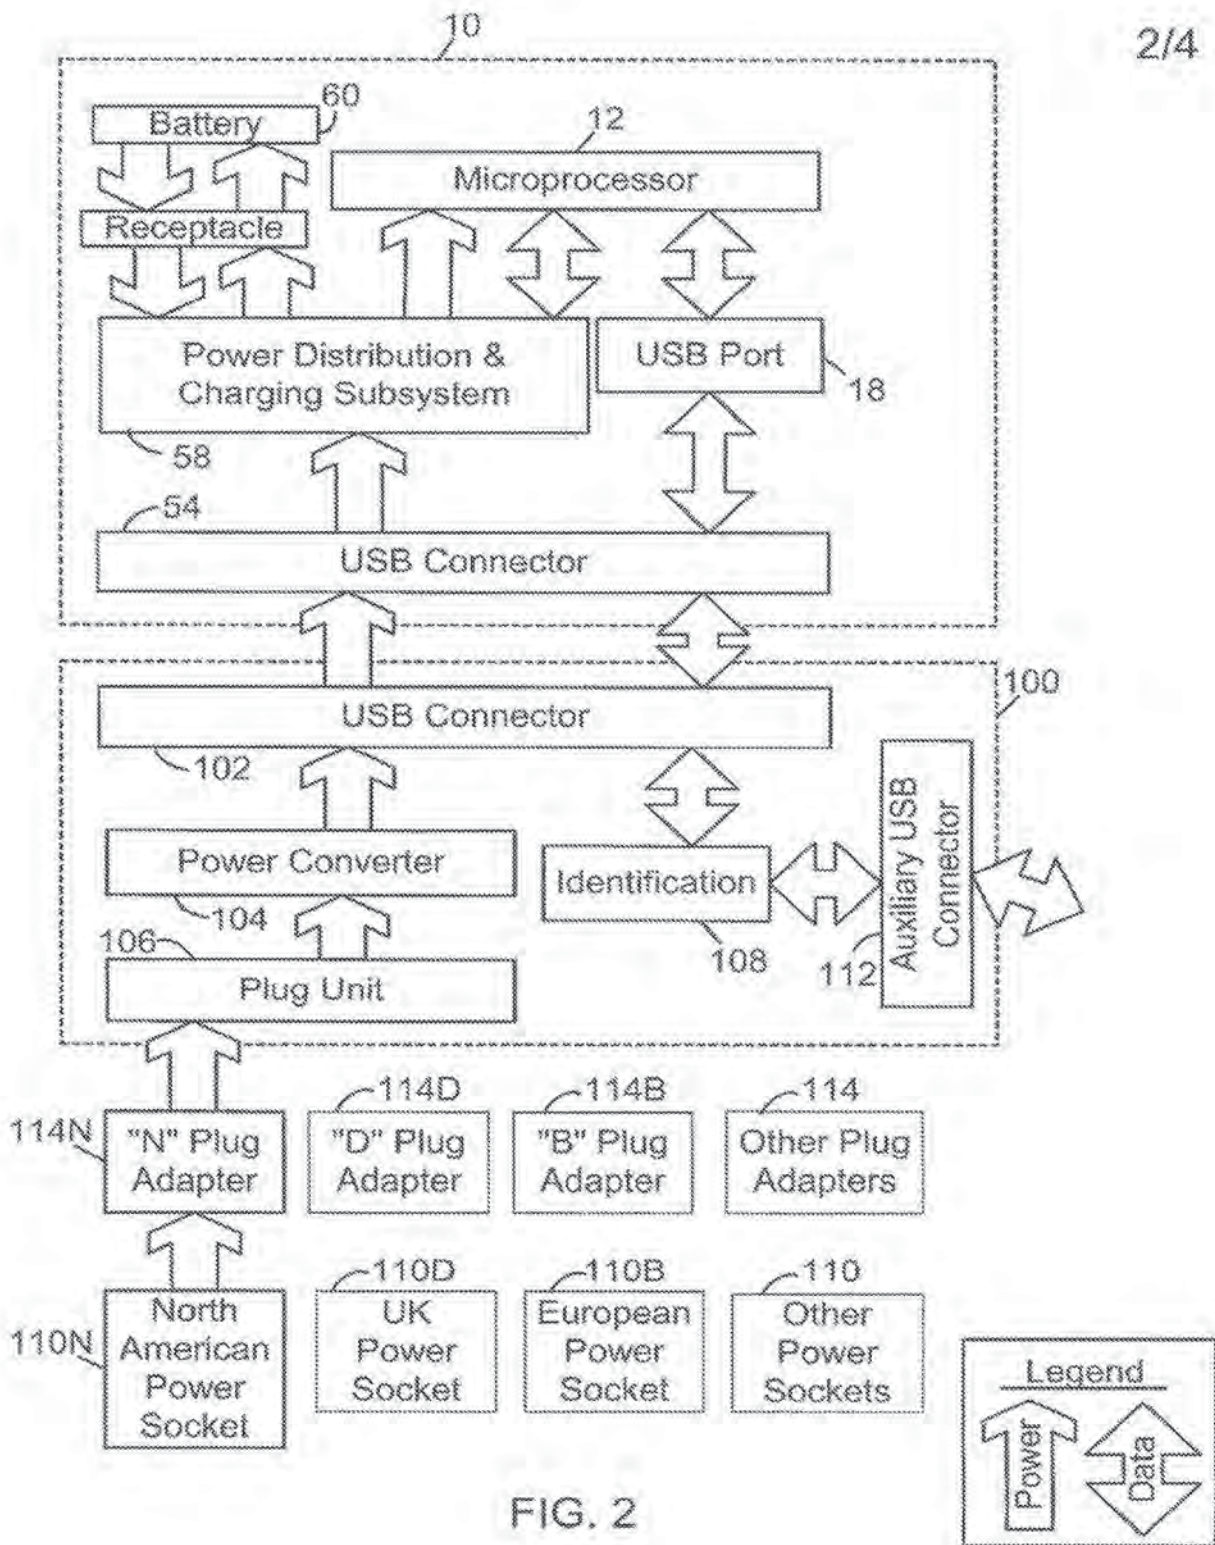 10
2/4
Battery
60
12
Microprocessor
Receptacle
Power Distribution &
Charging Subsystem
USB Port
18
58
54
USB Connector
USB Connector
100
102
Power Converter
104
Identification
108
Auxiliary USB
Connector
112
106
Plug Unit
114N
"N" Plug
Adapter
114D
"D" Plug
Adapter
114B
"B" Plug
Adapter
114
Other Plug
Adapters
110N
North
American
Power
Socket
110D
UK
Power
Socket
110B
European
Power
Socket
110
Other
Power
Sockets
Legend
Power
Data
FIG. 2